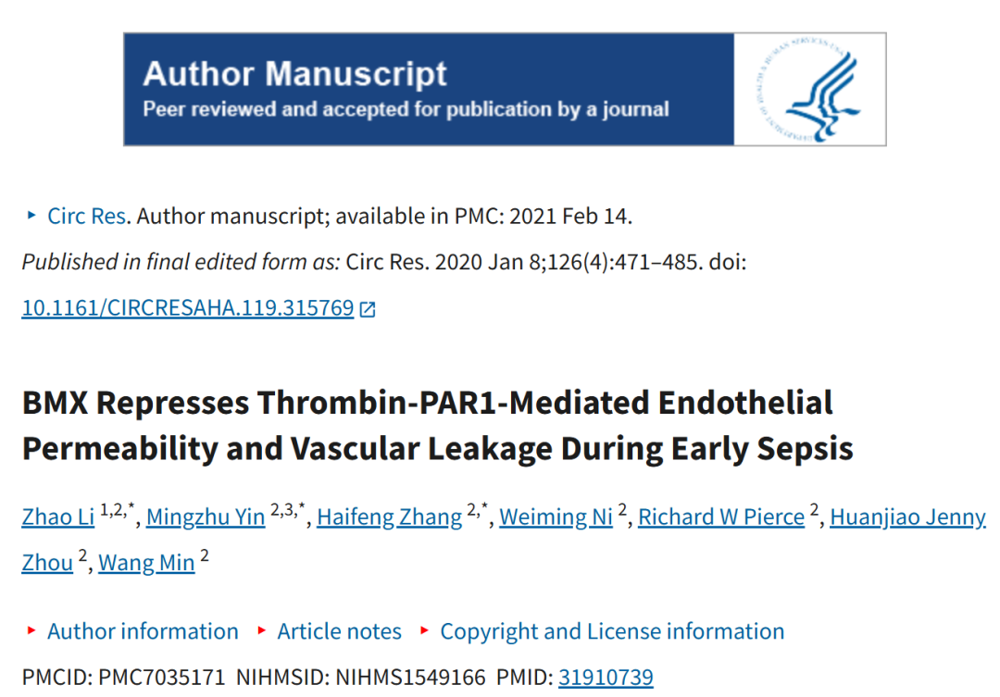 Author Manuscript
Peer reviewed and accepted for publication by a journal
Circ Res. Author manuscript; available in PMC: 2021 Feb 14.
Published in final edited form as: Circ Res. 2020 Jan 8;126(4):471–485. doi:
10.1161/CIRCRESAHA.119.315769
BMX Represses Thrombin-PAR1-Mediated Endothelial
Permeability and Vascular Leakage During Early Sepsis
Zhao Li 1,2,*, Mingzhu Yin 2,3,*, Haifeng Zhang 2,*, Weiming Ni 2, Richard W Pierce 2, Huanjiao Jenny
Zhou 2, Wang Min 2
Author information Article notes Copyright and License information
PMCID: PMC7035171 NIHMSID: NIHMS1549166 PMID: 31910739